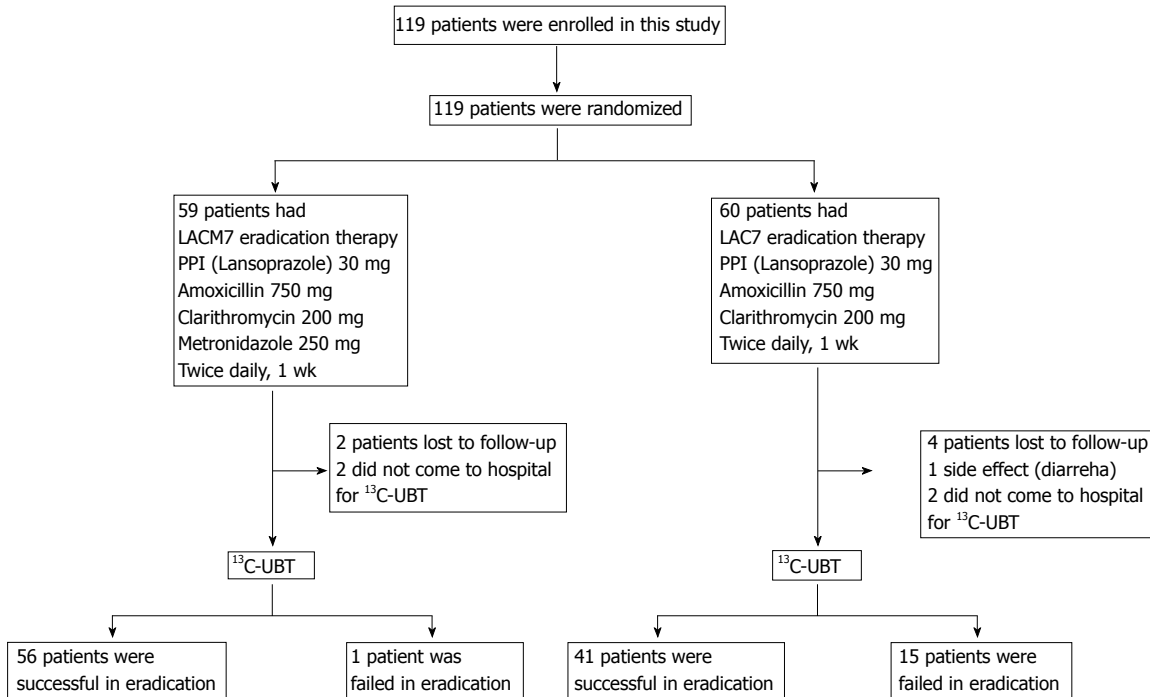 119 patients were enrolled in this study
119 patients were randomized
59 patients had
LACM7 eradication therapy
PPI (Lansoprazole) 30 mg
Amoxicillin 750 mg
Clarithromycin 200 mg
Metronidazole 250 mg
Twice daily, 1 wk
60 patients had
LAC7 eradication therapy
PPI (Lansoprazole) 30 mg
Amoxicillin 750 mg
Clarithromycin 200 mg
Twice daily, 1 wk
2 patients lost to follow-up
2 did not come to hospital
for ¹³C-UBT
4 patients lost to follow-up
1 side effect (diarreha)
2 did not come to hospital
for ¹³C-UBT
¹³C-UBT
¹³C-UBT
56 patients were
successful in eradication
1 patient was
failed in eradication
41 patients were
successful in eradication
15 patients were
failed in eradication